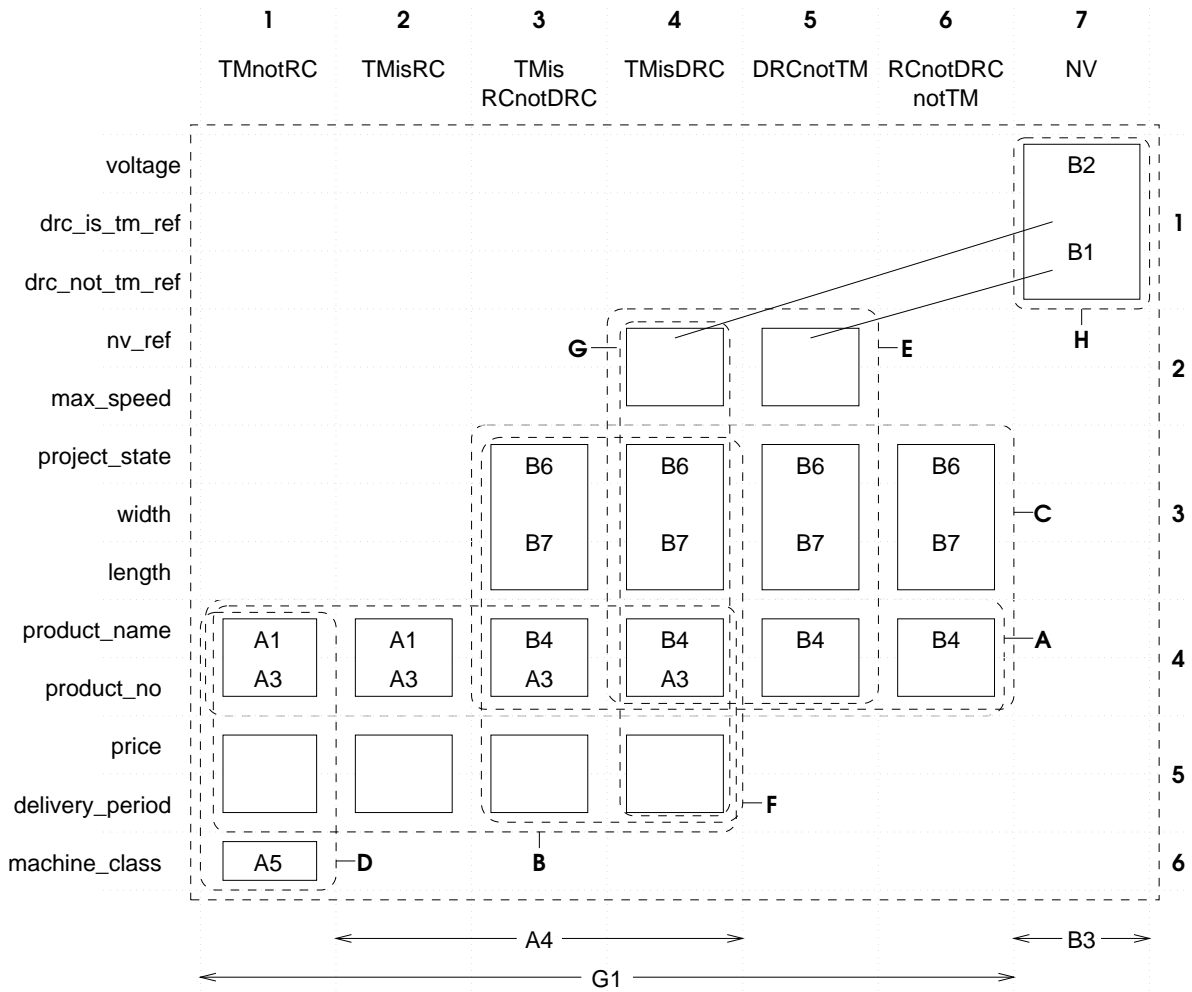 1 2 3 4 5 6 7
TMnotRC TMisRC TMis TMisDRC DRCnotTM RCnotDRC NV
RCnotDRC notTM
voltage B2
drc_is_tm_ref 1
B1
drc_not_tm_ref
nv_ref G E H
2
max_speed
project_state B6 B6 B6 B6
width C 3
B7 B7 B7 B7
length
product_name A1 A1 B4 B4 B4 B4 A
4
product_no A3 A3 A3 A3
price
5
delivery_period F
machine_class A5 D B 6
A4 B3
G1